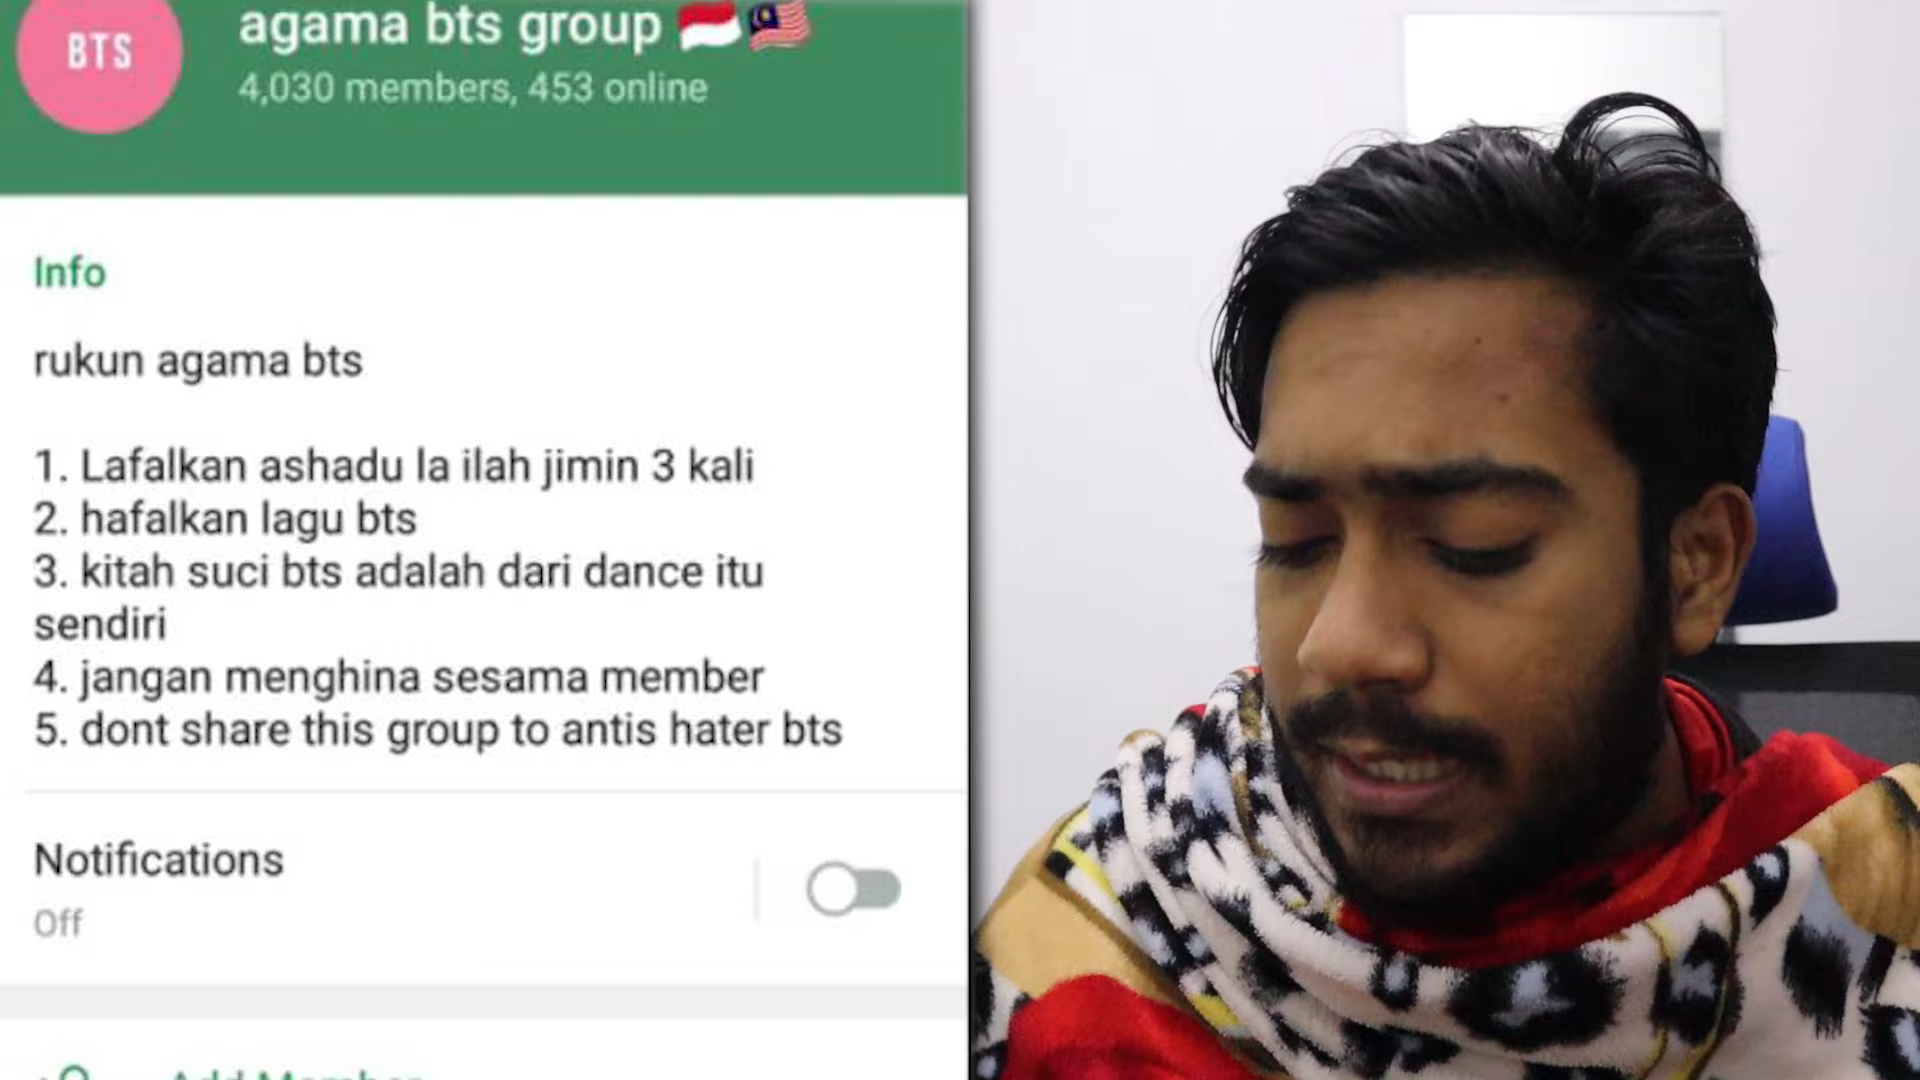 BTS
agama bts group 🇮🇩🇲🇾
4,030 members, 453 online
Info
rukun agama bts
1. Lafalkan ashadu la ilah jimin 3 kali
2. hafalkan lagu bts
3. kitah suci bts adalah dari dance itu
sendiri
4. jangan menghina sesama member
5. dont share this group to antis hater bts
Notifications
Off
Add Member